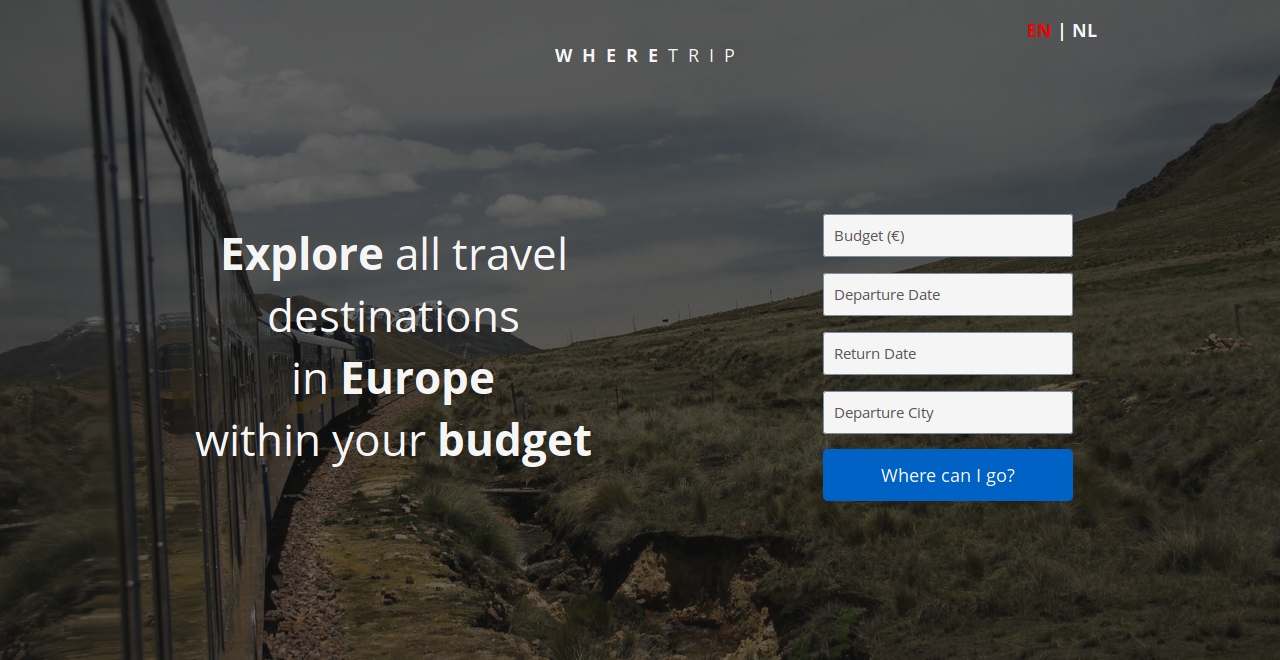 EN | NL
WHERETRIP
Explore all travel
destinations
in Europe
within your budget
Budget (€)
Departure Date
Return Date
Departure City
Where can I go?